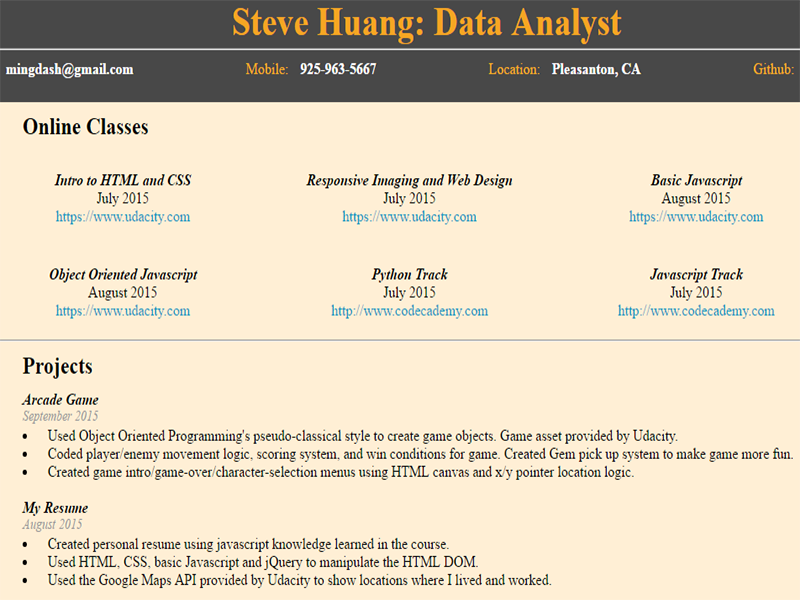 Steve Huang: Data Analyst
mingdash@gmail.com Mobile: 925-963-5667 Location: Pleasanton, CA Github:
Online Classes
Intro to HTML and CSS Responsive Imaging and Web Design Basic Javascript
July 2015 July 2015 August 2015
https://www.udacity.com https://www.udacity.com https://www.udacity.com
Object Oriented Javascript Python Track Javascript Track
August 2015 July 2015 July 2015
https://www.udacity.com http://www.codecademy.com http://www.codecademy.com
Projects
Arcade Game
September 2015
• Used Object Oriented Programming's pseudo-classical style to create game objects. Game asset provided by Udacity.
• Coded player/enemy movement logic, scoring system, and win conditions for game. Created Gem pick up system to make game more fun.
• Created game intro/game-over/character-selection menus using HTML canvas and x/y pointer location logic.
My Resume
August 2015
• Created personal resume using javascript knowledge learned in the course.
• Used HTML, CSS, basic Javascript and jQuery to manipulate the HTML DOM.
• Used the Google Maps API provided by Udacity to show locations where I lived and worked.